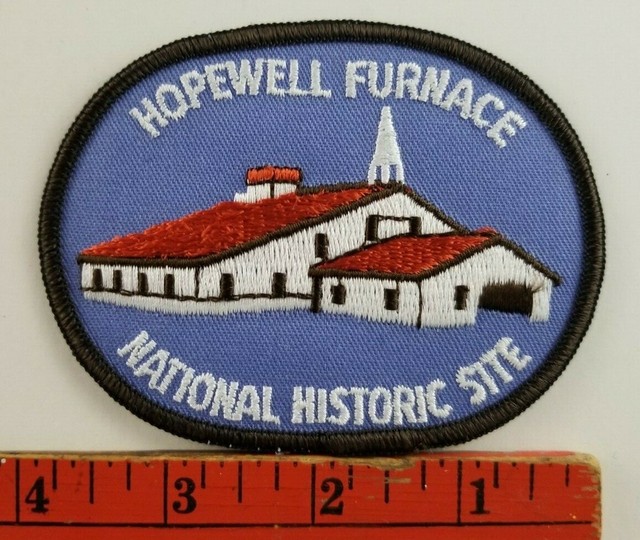 HOPEWELL FURNACE
NATIONAL HISTORIC SITE
4 3 2 1